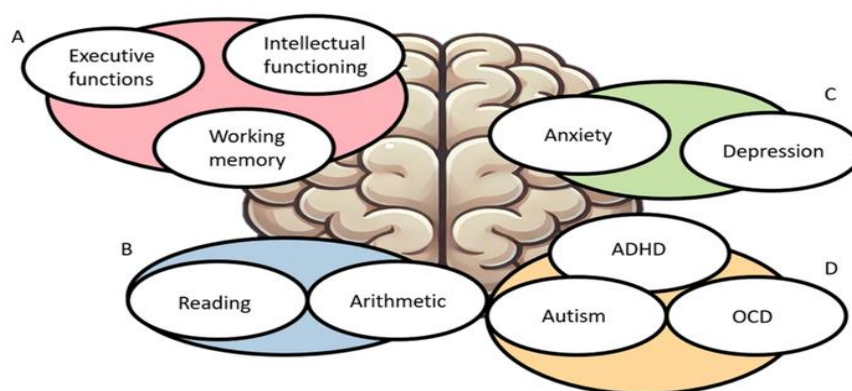 A
Executive
functions
Intellectual
functioning
Working
memory
C
Anxiety
Depression
B
Reading
Arithmetic
D
ADHD
Autism
OCD